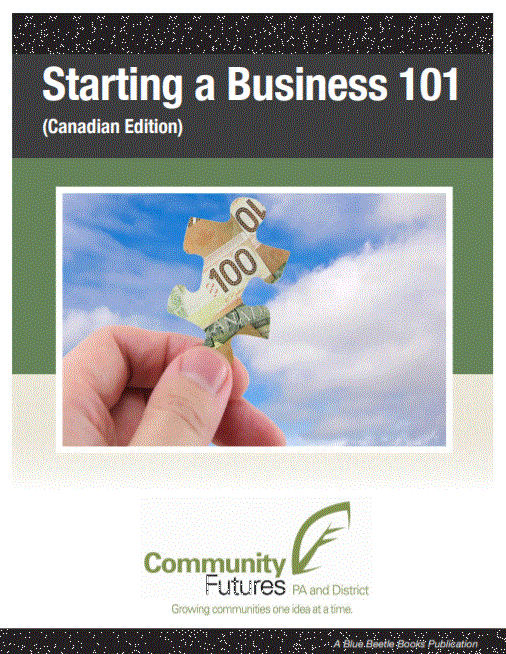 Starting a Business 101
(Canadian Edition)
10
100
Community
Futures PA and District
Growing communities one idea at a time.
A Blue Beetle Books Publication